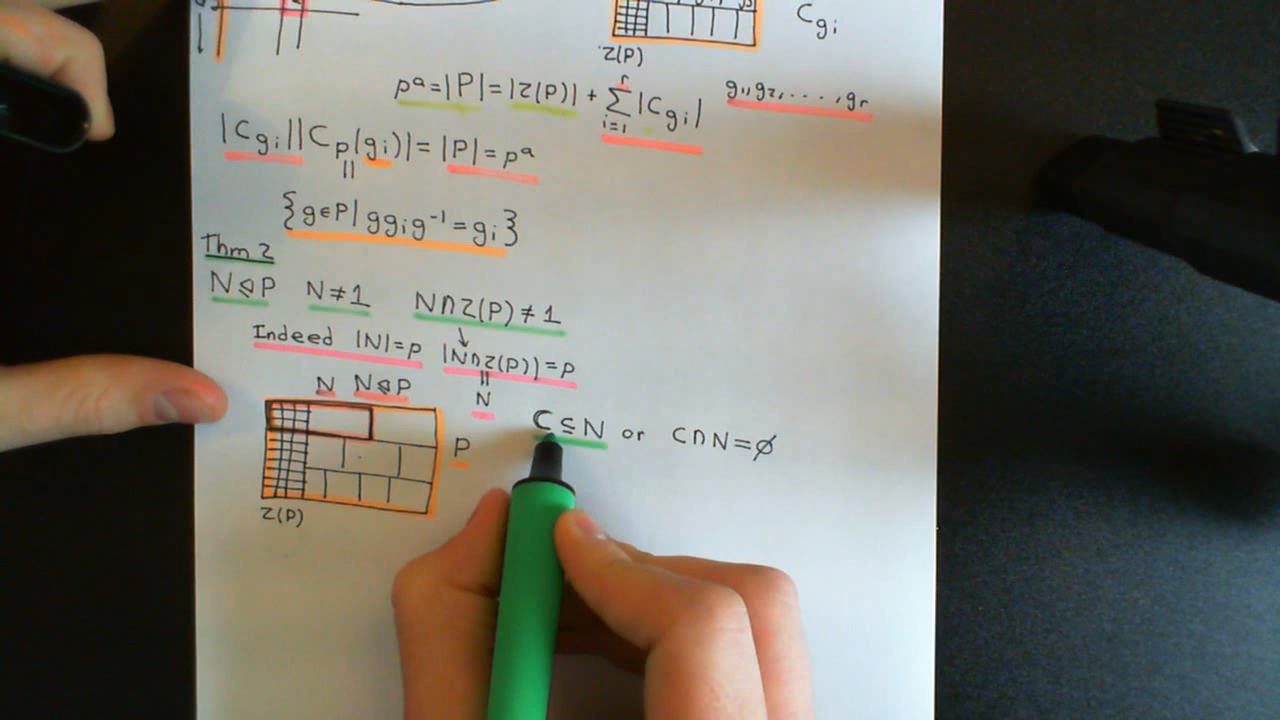 C_{g_i}
Z(P)
p^a = |P| = |Z(P)| + \sum_{i=1}^{r} |C_{g_i}| g_1, g_2, ...., g_r
|C_{g_i}||C_P(g_i)| = |P| = p^a
||
{g∈P | g g_i g^{-1} = g_i}
Thm 2
N⊴P N≠1 N∩Z(P)≠1
↓
Indeed |N|=p |N∩Z(P)|=p
||
N N⊴P N
C⊆N or C∩N=∅
P
Z(P)